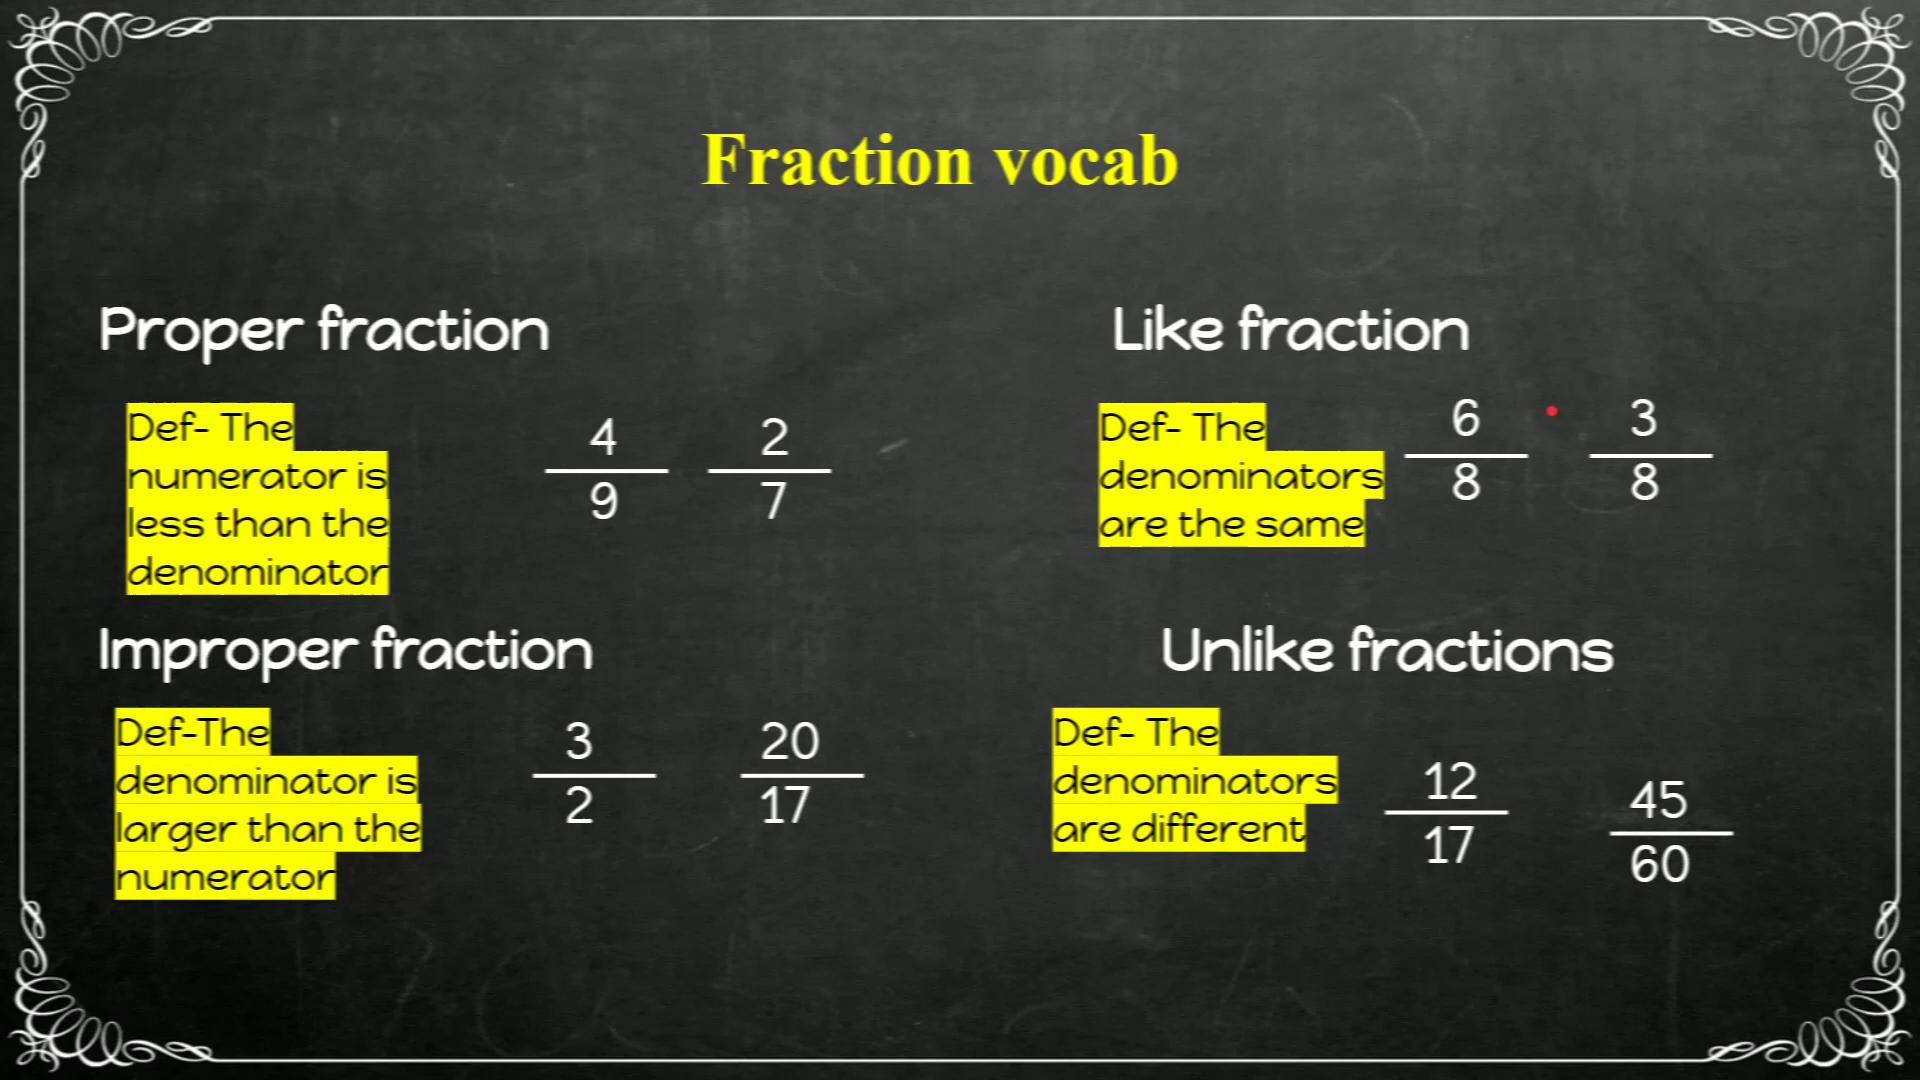 Fraction vocab
Proper fraction
Def- The
numerator is
less than the
denominator
4 2
9 7
Like fraction
Def- The
denominators
are the same
6 3
8 8
Improper fraction
Def-The
denominator is
larger than the
numerator
3 20
2 17
Unlike fractions
Def- The
denominators
are different
12 45
17 60